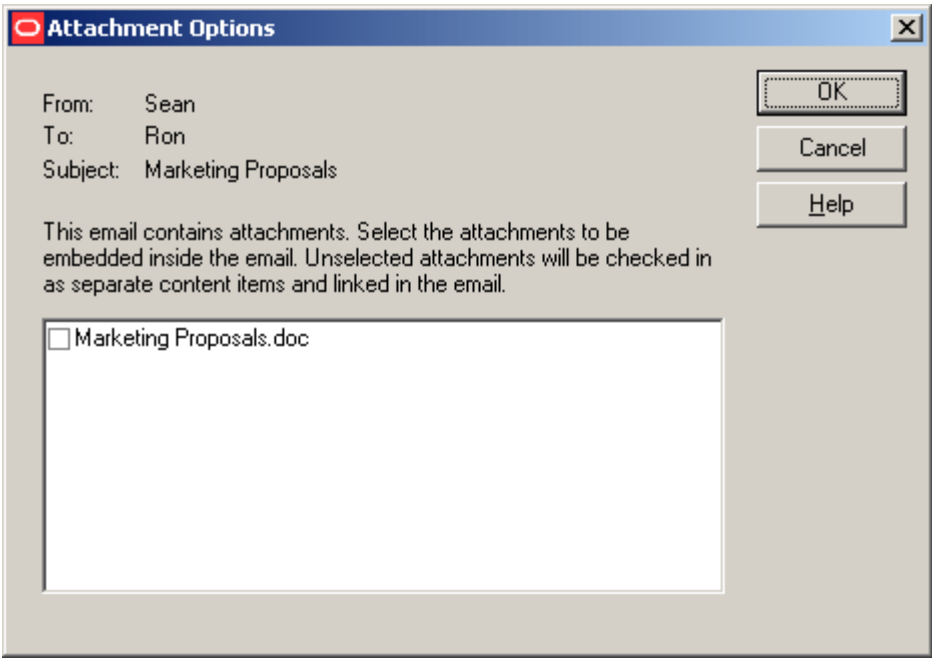 Attachment Options
From: Sean
To: Ron
Subject: Marketing Proposals
OK
Cancel
Help
This email contains attachments. Select the attachments to be
embedded inside the email. Unselected attachments will be checked in
as separate content items and linked in the email.
Marketing Proposals.doc